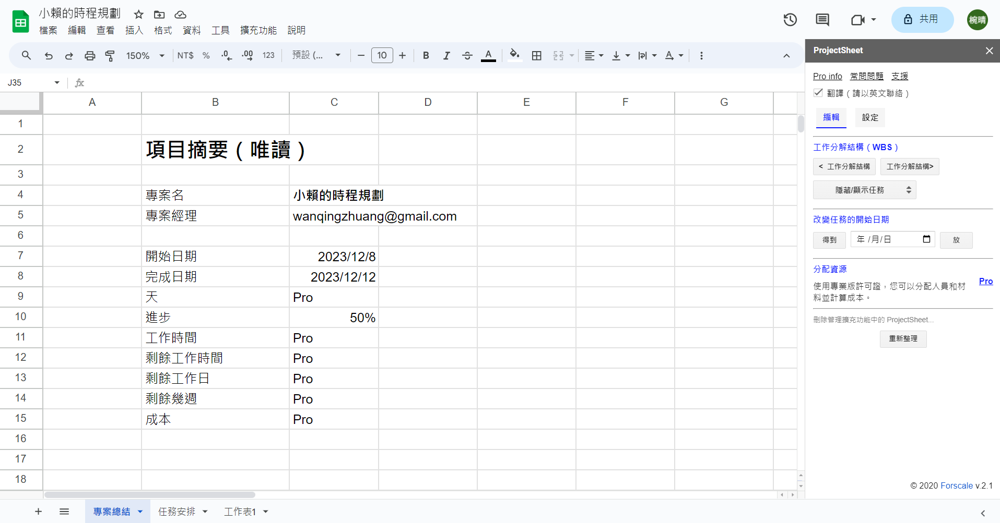 小賴的時程規劃
檔案 編輯 查看 插入 格式 資料 工具 擴充功能 說明
共用
椀晴
150% NT$ % .0 .00 123 預設 (... 10 B I A
J35 fx
A B C D E F G
1
2 項目摘要（唯讀）
3
4 專案名 小賴的時程規劃
5 專案經理 wanqingzhuang@gmail.com
6
7 開始日期 2023/12/8
8 完成日期 2023/12/12
9 天 Pro
10 進步 50%
11 工作時間 Pro
12 剩餘工作時間 Pro
13 剩餘工作日 Pro
14 剩餘幾週 Pro
15 成本 Pro
16
17
18
專案總結 任務安排 工作表1
ProjectSheet
Pro info 常問問題 支援
翻譯（請以英文聯絡）
編輯 設定
工作分解結構（WBS）
< 工作分解結構 工作分解結構>
隱藏/顯示任務
改變任務的開始日期
得到 年 /月/日 放
分配資源
使用專業版許可證，您可以分配人員和材
料並計算成本。
Pro
刪除管理擴充功能中的 ProjectSheet...
重新整理
© 2020 Forscale v.2.1